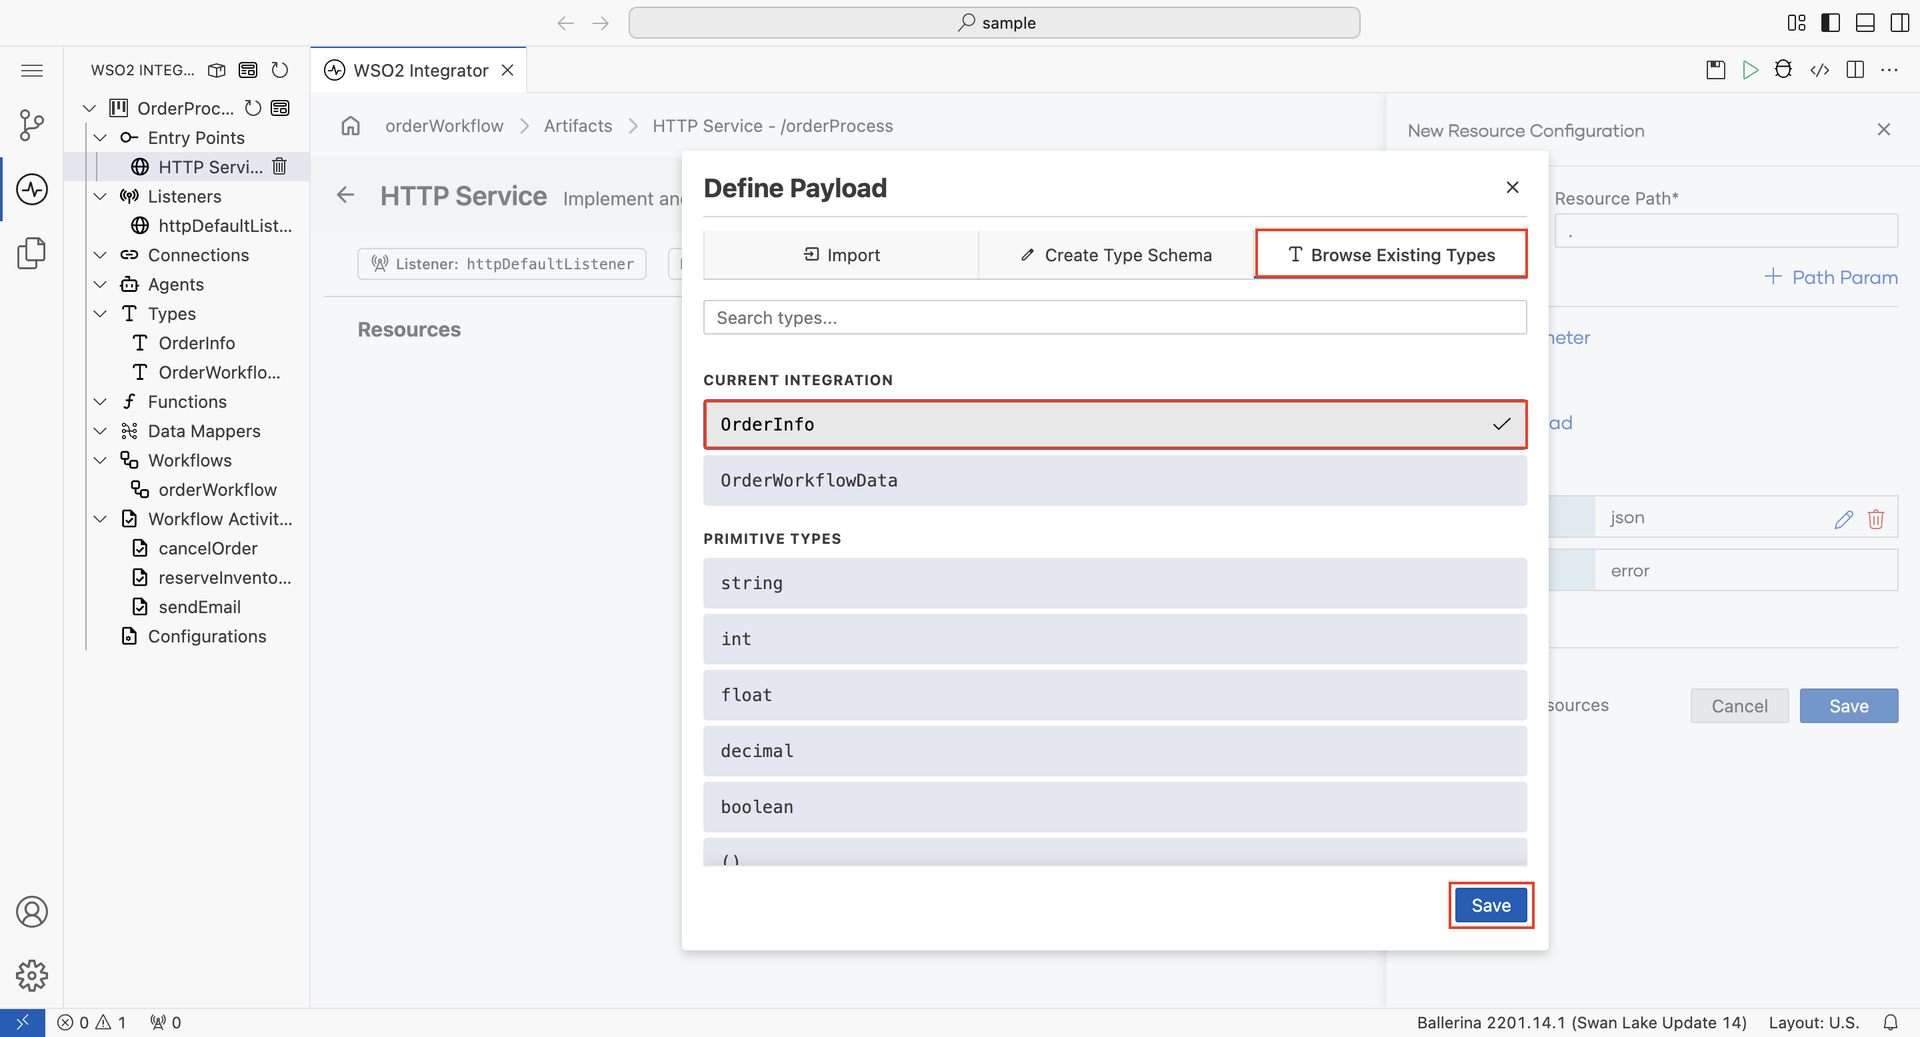 sample
WSO2 INTEG...
WSO2 Integrator
OrderProc...
Entry Points
HTTP Servi...
Listeners
httpDefaultList...
Connections
Agents
Types
OrderInfo
OrderWorkflo...
Functions
Data Mappers
Workflows
orderWorkflow
Workflow Activit...
cancelOrder
reserveInvento...
sendEmail
Configurations
orderWorkflow
Artifacts
HTTP Service - /orderProcess
HTTP Service
Implement an
Listener: httpDefaultListener
Resources
Define Payload
Import
Create Type Schema
Browse Existing Types
Search types...
CURRENT INTEGRATION
OrderInfo
OrderWorkflowData
PRIMITIVE TYPES
string
int
float
decimal
boolean
()
Save
New Resource Configuration
Resource Path*
.
Path Param
neter
ad
json
error
sources
Cancel
Save
0
1
0
Ballerina 2201.14.1 (Swan Lake Update 14)
Layout: U.S.